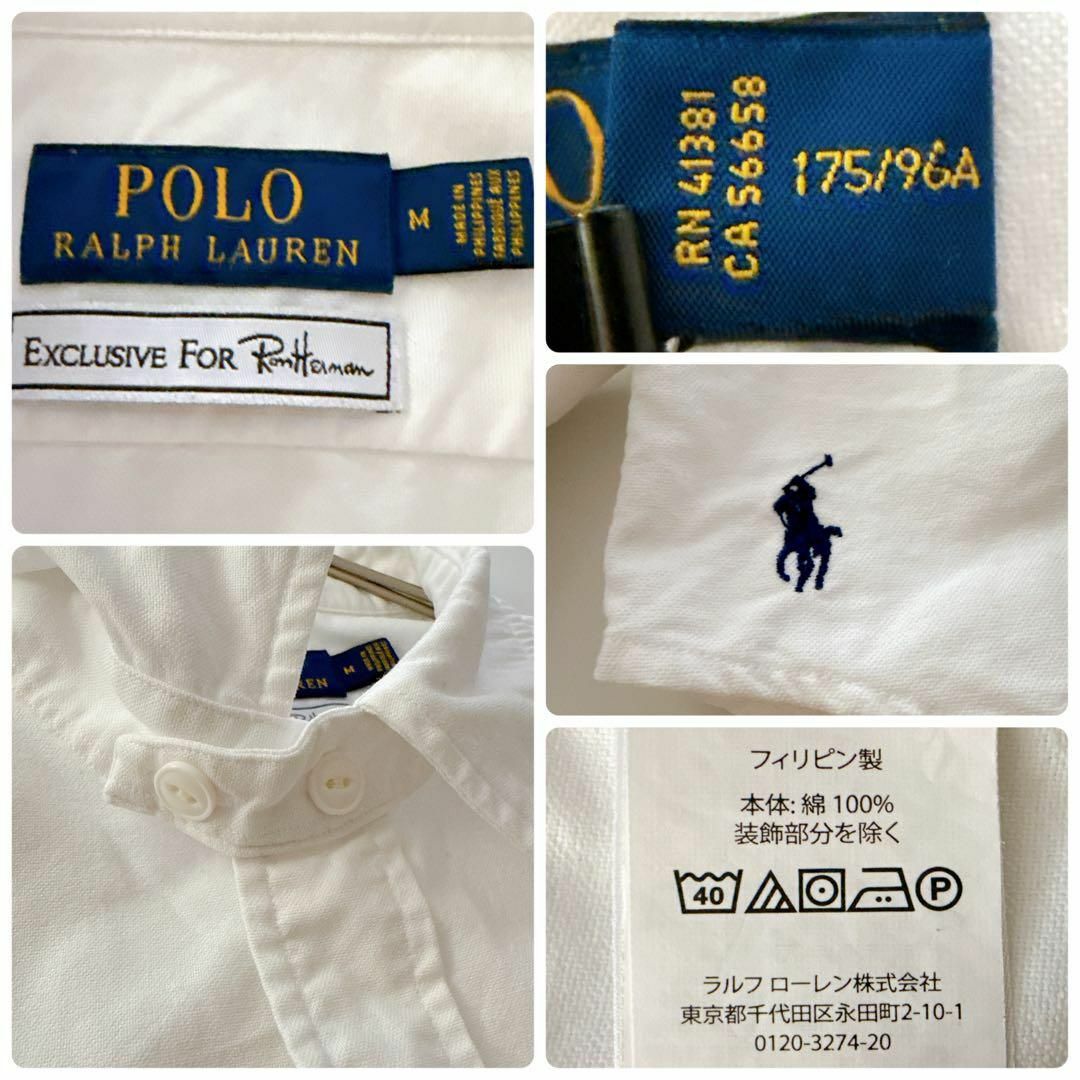 POLO
RALPH LAUREN
M
MADE IN
PHILIPPINES
FABRIQUÉ AUX
PHILIPPINES
EXCLUSIVE FOR Ron Herman
RN 41381
CA 56658
175/96A
REN
M
フィリピン製
本体: 綿 100%
装飾部分を除く
40
P
ラルフ ローレン株式会社
東京都千代田区永田町2-10-1
0120-3274-20